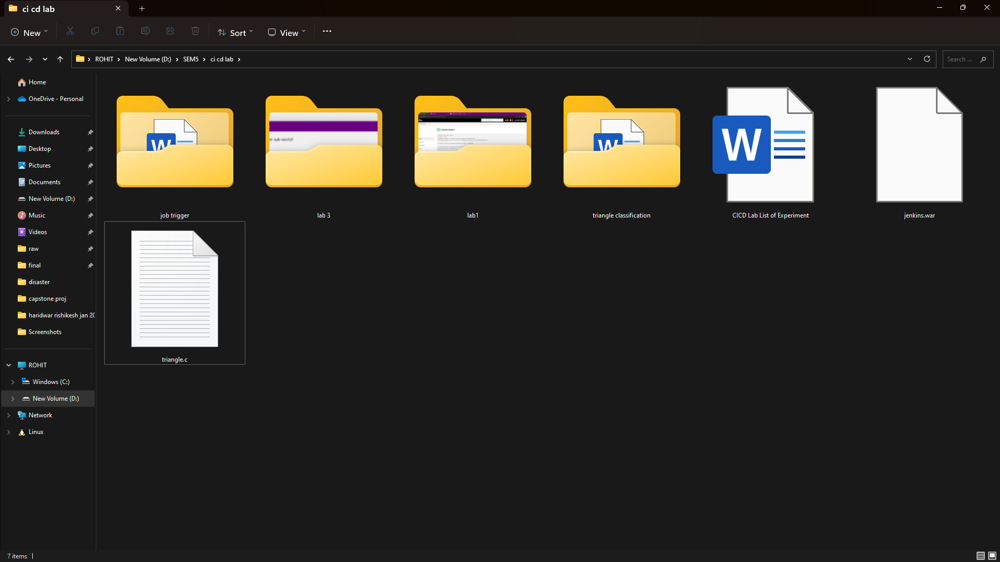 ci cd lab
New
Sort
View
ROHIT
New Volume (D:)
SEM5
ci cd lab
Search ...
Home
OneDrive - Personal
Downloads
Desktop
Pictures
Documents
New Volume (D:)
Music
Videos
raw
final
disaster
capstone proj
haridwar rishikesh jan 20
Screenshots
ROHIT
Windows (C:)
New Volume (D:)
Network
Linux
W
W
W
job trigger
lab 3
lab1
triangle classification
CICD Lab List of Experiment
jenkins.war
triangle.c
7 items